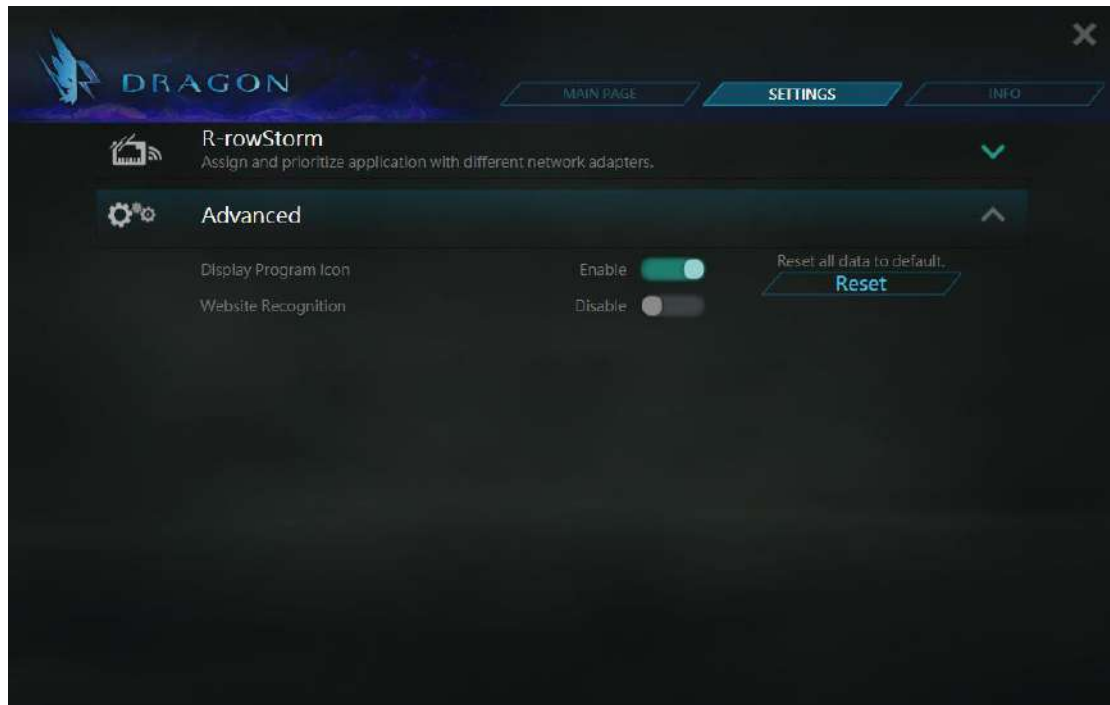 DRAGON
MAIN PAGE
SETTINGS
INFO
R-rowStorm
Assign and prioritize application with different network adapters.
Advanced
Display Program Icon
Enable
Reset all data to default.
Reset
Website Recognition
Disable